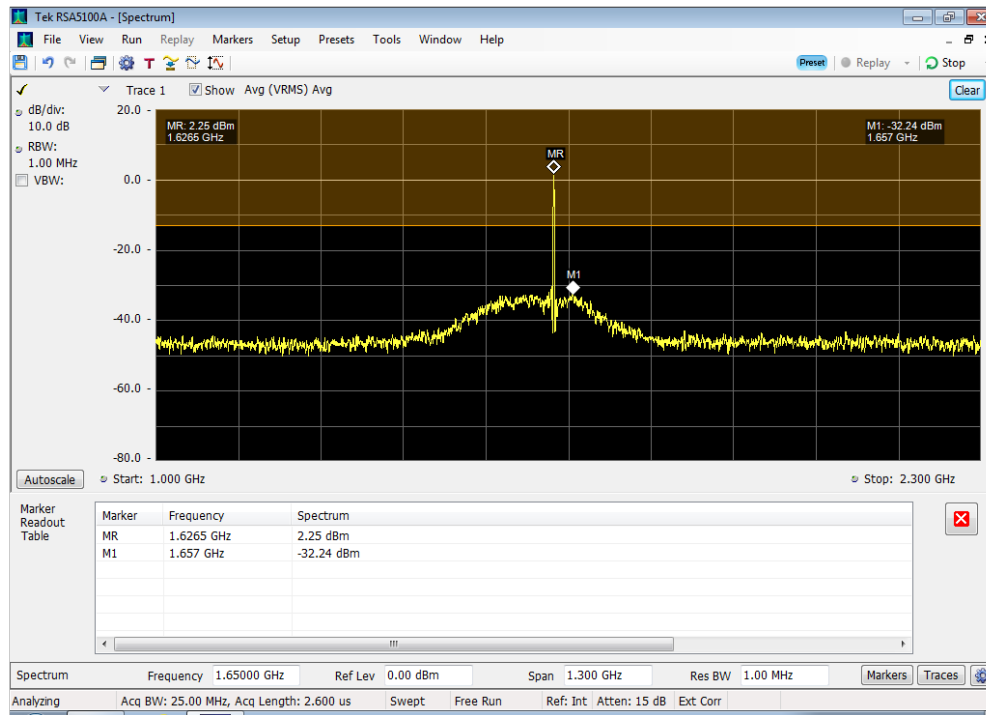 Tek RSA5100A - [Spectrum]
File View Run Replay Markers Setup Presets Tools Window Help
T Preset Replay Stop
Trace 1 Show Avg (VRMS) Avg Clear
dB/div:
10.0 dB
RBW:
1.00 MHz
VBW:
20.0
0.0
-20.0
-40.0
-60.0
-80.0
MR: 2.25 dBm
1.6265 GHz
M1: -32.24 dBm
1.657 GHz
MR
M1
Autoscale Start: 1.000 GHz Stop: 2.300 GHz
Marker
Readout
Table
Marker Frequency Spectrum
MR 1.6265 GHz 2.25 dBm
M1 1.657 GHz -32.24 dBm
Spectrum Frequency 1.65000 GHz Ref Lev 0.00 dBm Span 1.300 GHz Res BW 1.00 MHz Markers Traces
Analyzing Acq BW: 25.00 MHz, Acq Length: 2.600 us Swept Free Run Ref: Int Atten: 15 dB Ext Corr